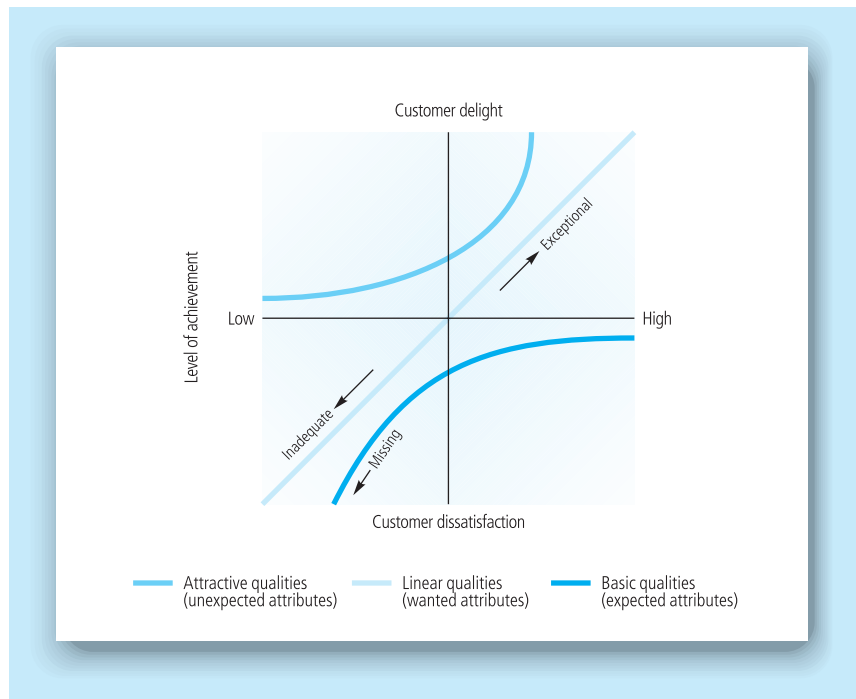 Customer delight
Exceptional
Level of achievement
Low
High
Inadequate
Missing
Customer dissatisfaction
Attractive qualities
(unexpected attributes)
Linear qualities
(wanted attributes)
Basic qualities
(expected attributes)